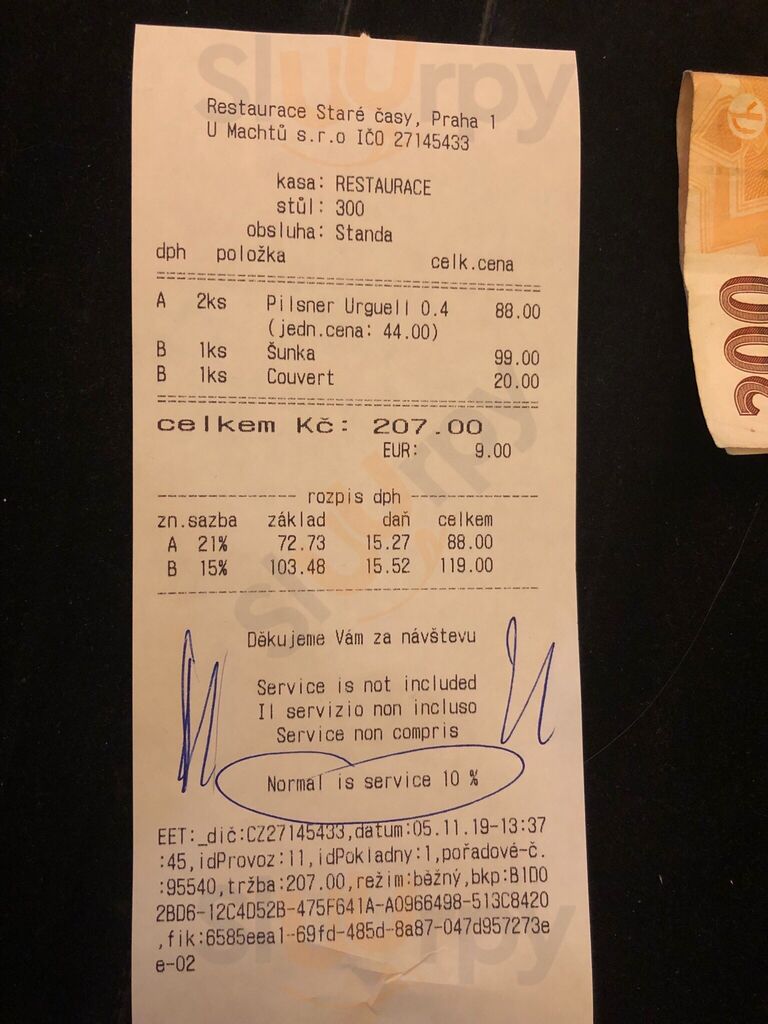 Restaurace Staré časy, Praha 1
U Machtů s.r.o IČO 27145433
kasa: RESTAURACE
stůl: 300
obsluha: Standa
dph položka celk.cena
A 2ks Pilsner Urguell 0.4 88.00
(jedn.cena: 44.00)
B 1ks Šunka 99.00
B 1ks Couvert 20.00
celkem Kč: 207.00
EUR: 9.00
rozpis dph
zn.sazba základ daň celkem
A 21% 72.73 15.27 88.00
B 15% 103.48 15.52 119.00
Děkujeme Vám za návštevu
Service is not included
Il servizio non incluso
Service non compris
Normal is service 10 %
EET:_dič:CZ27145433,datum:05.11.19-13:37
:45,idProvoz:11,idPokladny:1,pořadové-č.
:95540,tržba:207.00,režim:běžný,bkp:B1D0
2BD6-12C4D52B-475F641A-A0966498-513C8420
,fik:6585eea1-69fd-485d-8a87-047d957273e
e-02
200
Sluurpy
Sluurpy
Sluurpy